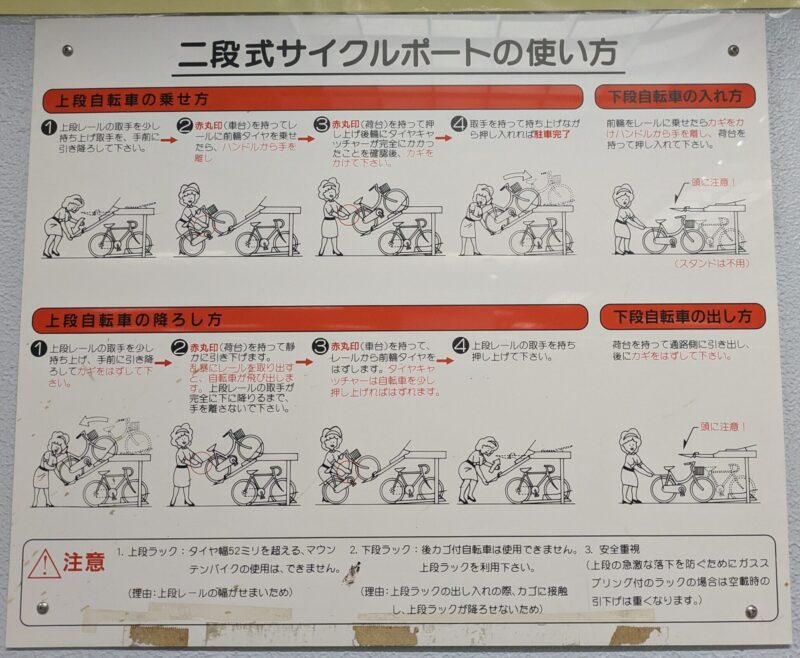 二段式サイクルポートの使い方
上段自転車の乗せ方
1 上段レールの取手を少し
持ち上げ取手を、手前に
引き降ろして下さい。
2 赤丸印(車台)を持ってレ
ールに前輪タイヤを乗せ
たら、ハンドルから手を
離し
3 赤丸印(荷台)を持って押
し上げ後輪にタイヤキャ
ッチャーが完全にかかっ
たことを確認後、カギを
かけて下さい。
4 取手を持って持ち上げなが
ら押し入れれば駐車完了
下段自転車の入れ方
前輪をレールに乗せたらカギをか
けハンドルから手を離し、荷台を
持って押し入れて下さい。
頭に注意!
(スタンドは不用)
上段自転車の降ろし方
1 上段レールの取手を少し
持ち上げ、手前に引き降
ろしてカギをはずして下
さい。
2 赤丸印(荷台)を持って静
かに引き下げます。
乱暴にレールを取り出す
と、自転車が飛び出しま
す。上段レールの取手が
完全に下に降りるまで、
手を離さないで下さい。
3 赤丸印(車台)を持って、
レールから前輪タイヤを
はずします。タイヤキャ
ッチャーは自転車を少し
押し上げればはずれます。
4 上段レールの取手を持ち
押し上げて下さい。
下段自転車の出し方
荷台を持って通路側に引き出し、
後にカギをはずして下さい。
頭に注意!
注意
1. 上段ラック:タイヤ幅52ミリを超える、マウン
テンバイクの使用は、できません。
(理由:上段レールの幅がせまいため)
2. 下段ラック:後カゴ付自転車は使用できません。
上段ラックを利用下さい。
(理由:上段ラックの出し入れの際、カゴに接触
し、上段ラックが降ろせないため)
3. 安全重視
(上段の急激な落下を防ぐためにガスス
プリング付のラックの場合は空載時の
引下げは重くなります。)